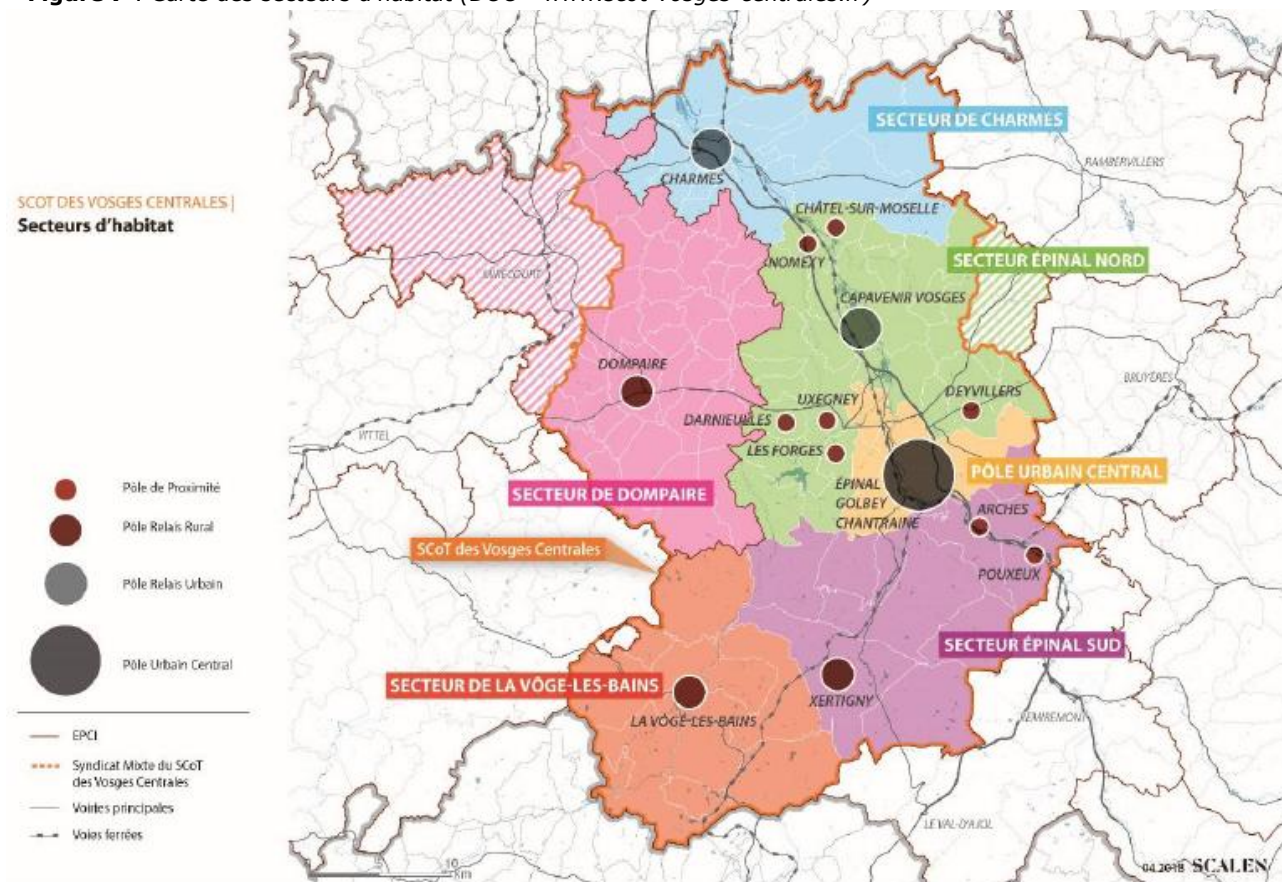 SCOT DES VOSGES CENTRALES |
Secteurs d'habitat
Pôle de Proximité
Pôle Relais Rural
Pôle Relais Urbain
Pôle Urbain Central
EPCI
Syndicat Mixte du SCoT
des Vosges Centrales
Voiries principales
Voies ferrées
SECTEUR DE CHARMES
RAMBERVILLERS
CHARMES
CHÂTEL-SUR-MOSELLE
NOMEXY
SECTEUR ÉPINAL NORD
MIRECOURT
CAPAVENIR VOSGES
DOMPAIRE
BRUYÈRES
UXEGNEY
DEYVILLERS
DARNIEULLES
VITTEL
LES FORGES
PÔLE URBAIN CENTRAL
ÉPINAL
GOLBEY
CHANTRAINE
SECTEUR DE DOMPAIRE
ARCHES
SCoT des Vosges Centrales
POUXEUX
SECTEUR ÉPINAL SUD
SECTEUR DE LA VÔGE-LES-BAINS
XERTIGNY
LA VÔGE-LES-BAINS
REMIREMONT
LE VAL-D'AJOL
10
Km
04.2018 SCALEN